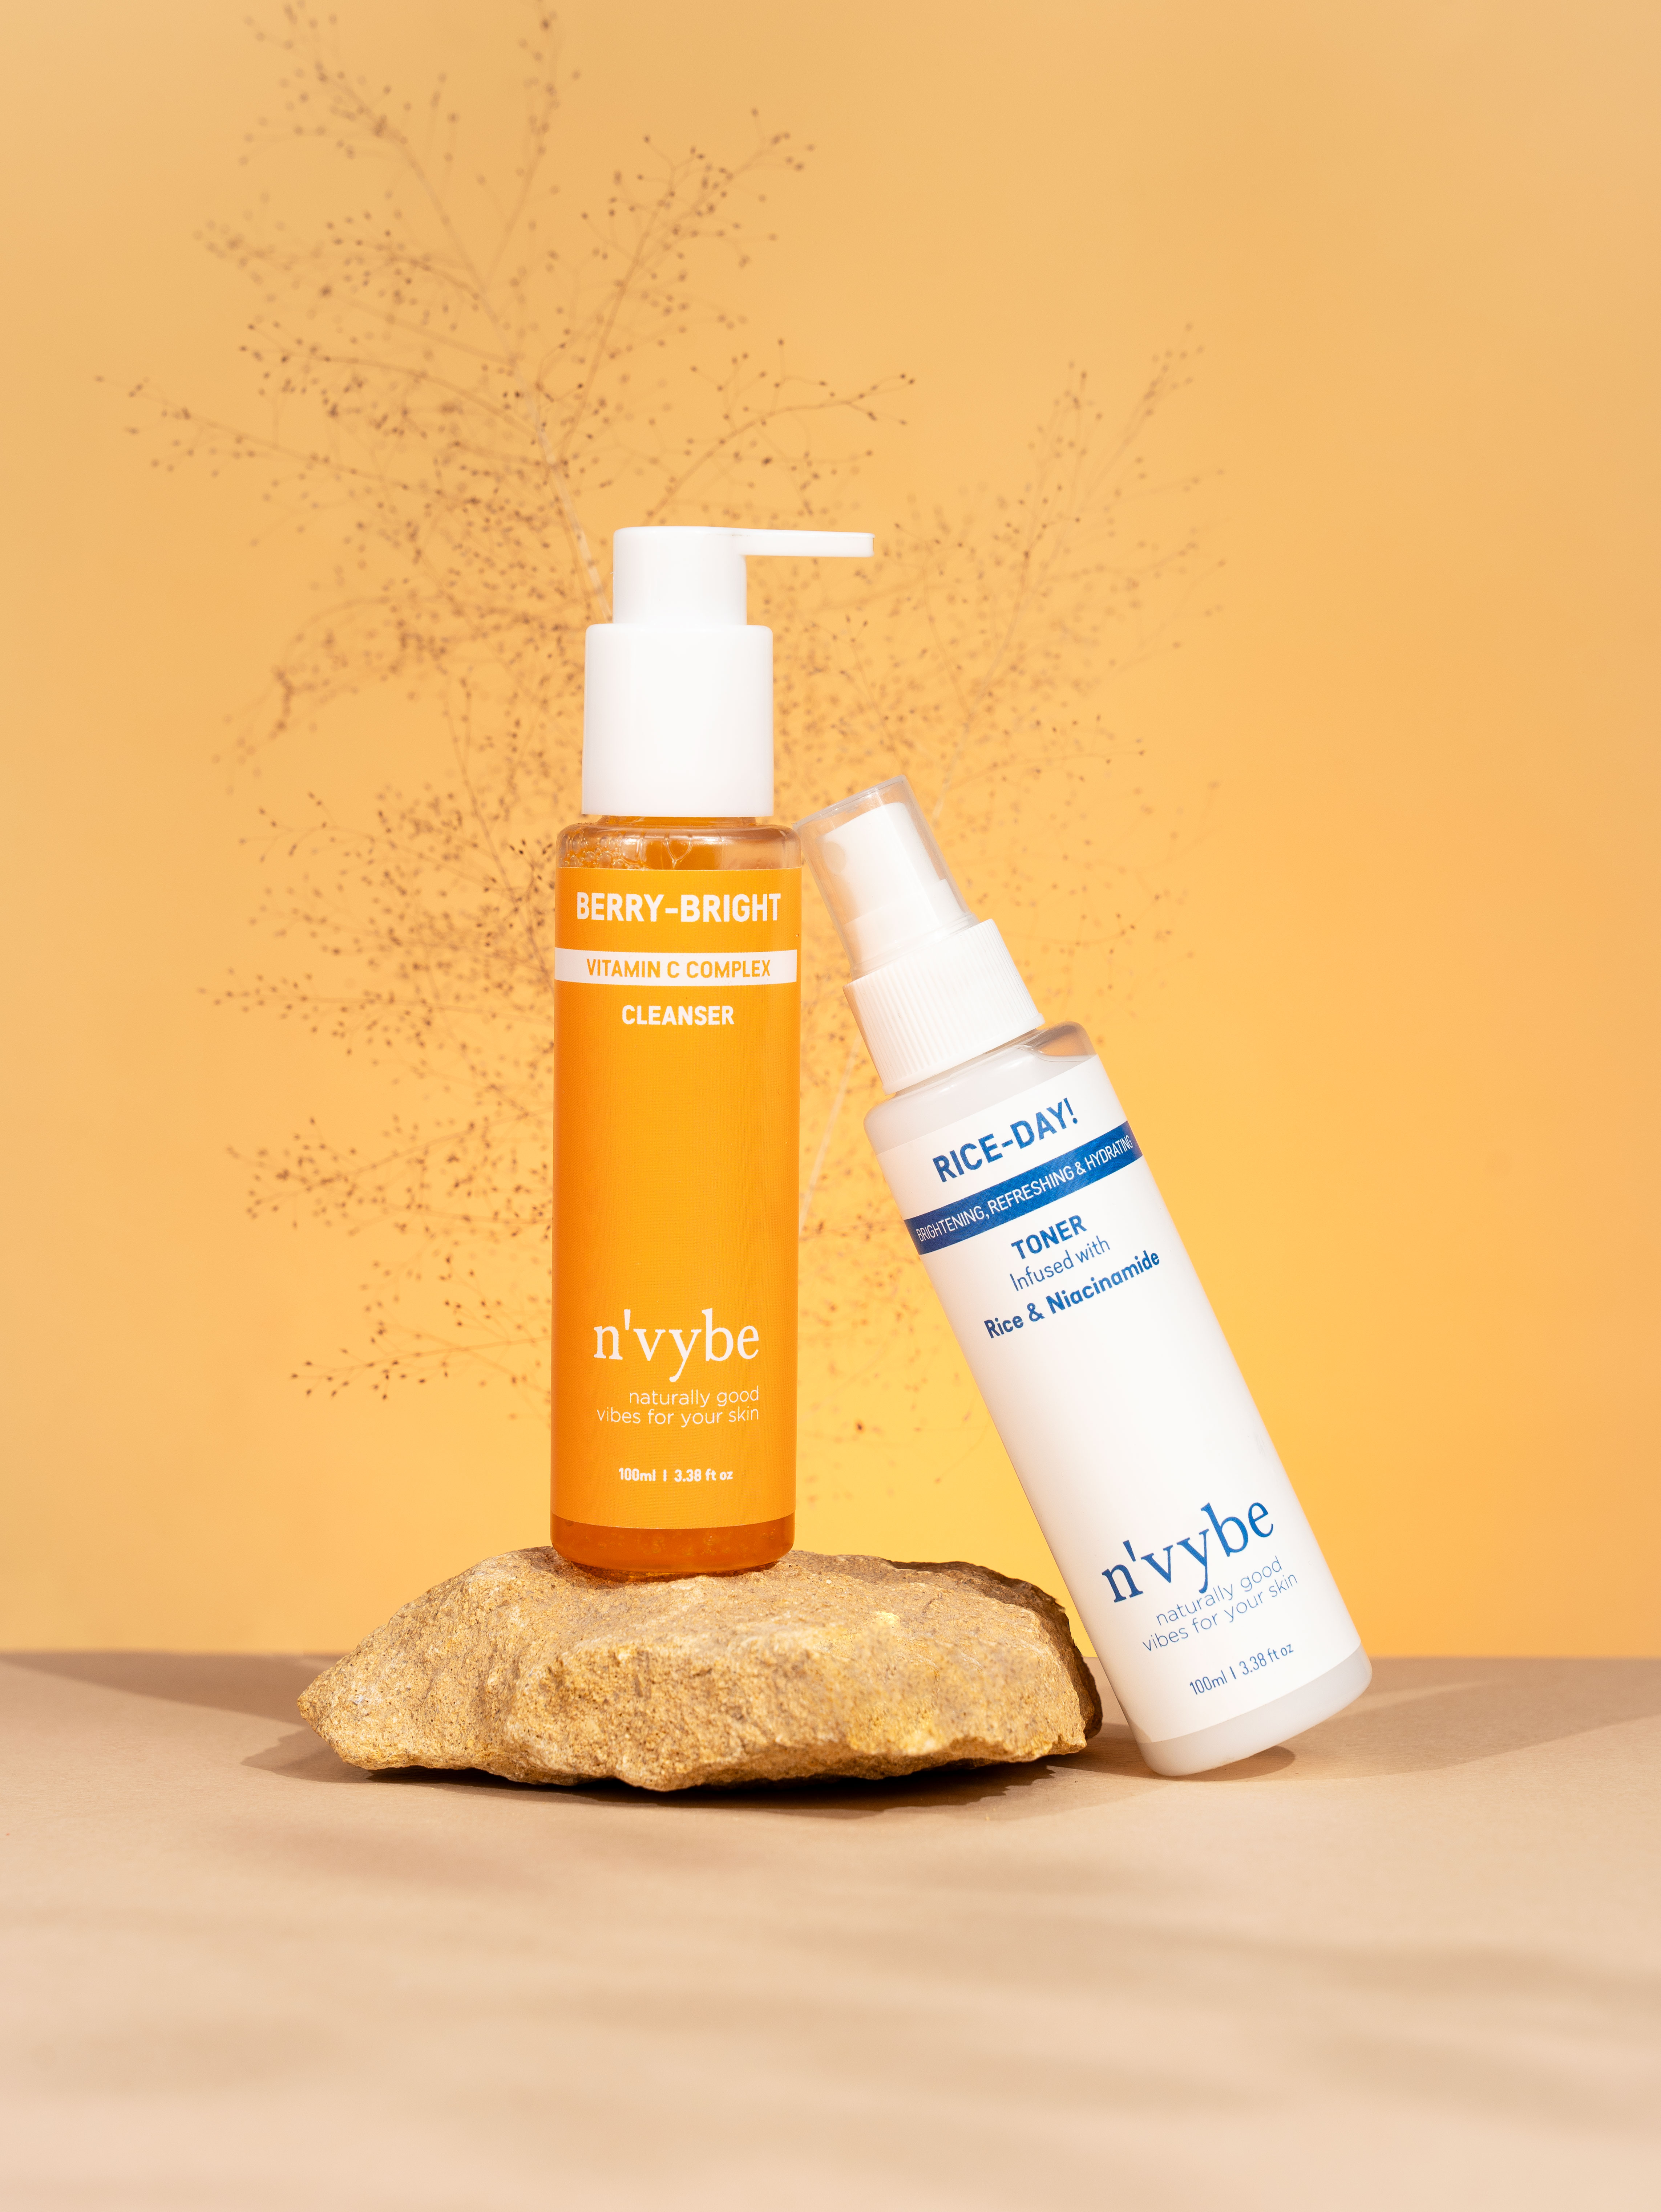 BERRY-BRIGHT
VITAMIN C COMPLEX
CLEANSER
n'vybe
naturally good
vibes for your skin
100ml | 3.38 ft oz
RICE-DAY!
BRIGHTENING, REFRESHING & HYDRATING
TONER
Infused with
Rice & Niacinamide
n'vybe
naturally good
vibes for your skin
100ml | 3.38 ft oz